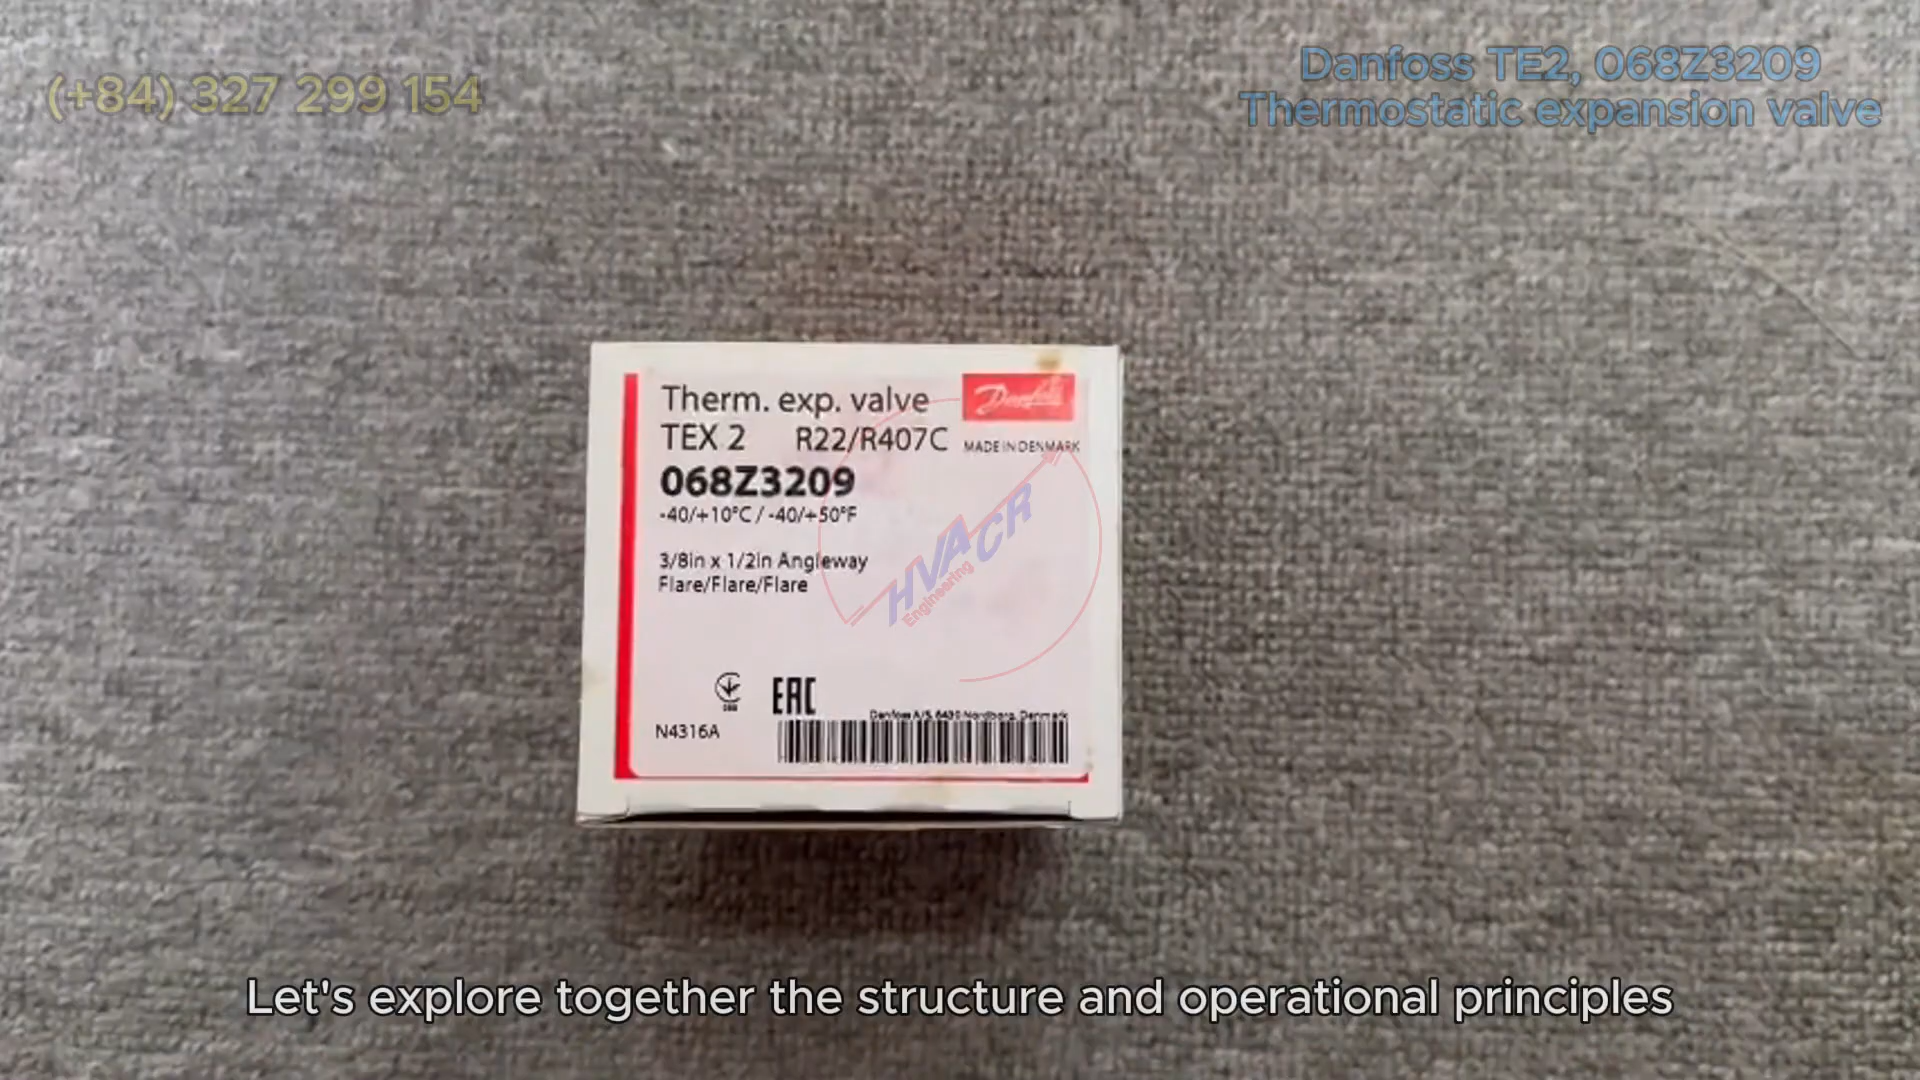 (+84) 327 299 154
Danfoss TE2, 068Z3209
Thermostatic expansion valve
Therm. exp. valve
Danfoss
TEX 2 R22/R407C
MADE IN DENMARK
068Z3209
-40/+10°C / -40/+50°F
3/8in x 1/2in Angleway
Flare/Flare/Flare
HVACR
Engineering
EAC
Danfoss A/S, 6430 Nordborg, Denmark
N4316A
Let's explore together the structure and operational principles